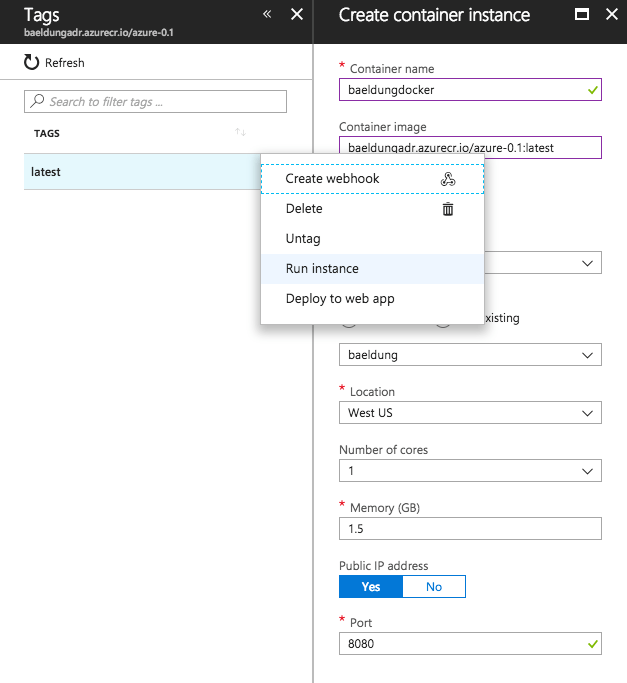 Tags
baeldungadr.azurecr.io/azure-0.1
Refresh
Search to filter tags ...
TAGS
latest
Create webhook
Delete
Untag
Run instance
Deploy to web app
Create container instance
* Container name
baeldungdocker
Container image
baeldungadr.azurecr.io/azure-0.1:latest
xisting
baeldung
* Location
West US
Number of cores
1
* Memory (GB)
1.5
Public IP address
Yes No
* Port
8080